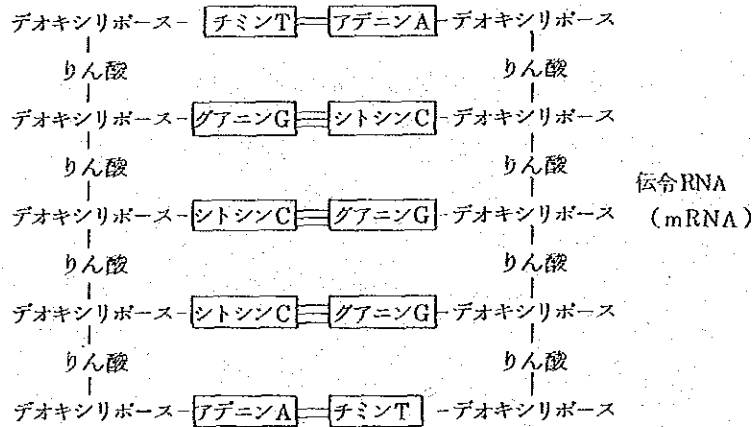 デオキシリボース-チミンT=アデニンA-デオキシリボース
りん酸 りん酸
デオキシリボース-グアニンG≡シトシンC-デオキシリボース
りん酸 りん酸
伝令RNA
デオキシリボース-シトシンC≡グアニンG-デオキシリボース
(mRNA)
りん酸 りん酸
デオキシリボース-シトシンC≡グアニンG-デオキシリボース
りん酸 りん酸
デオキシリボース-アデニンA=チミンT-デオキシリボース